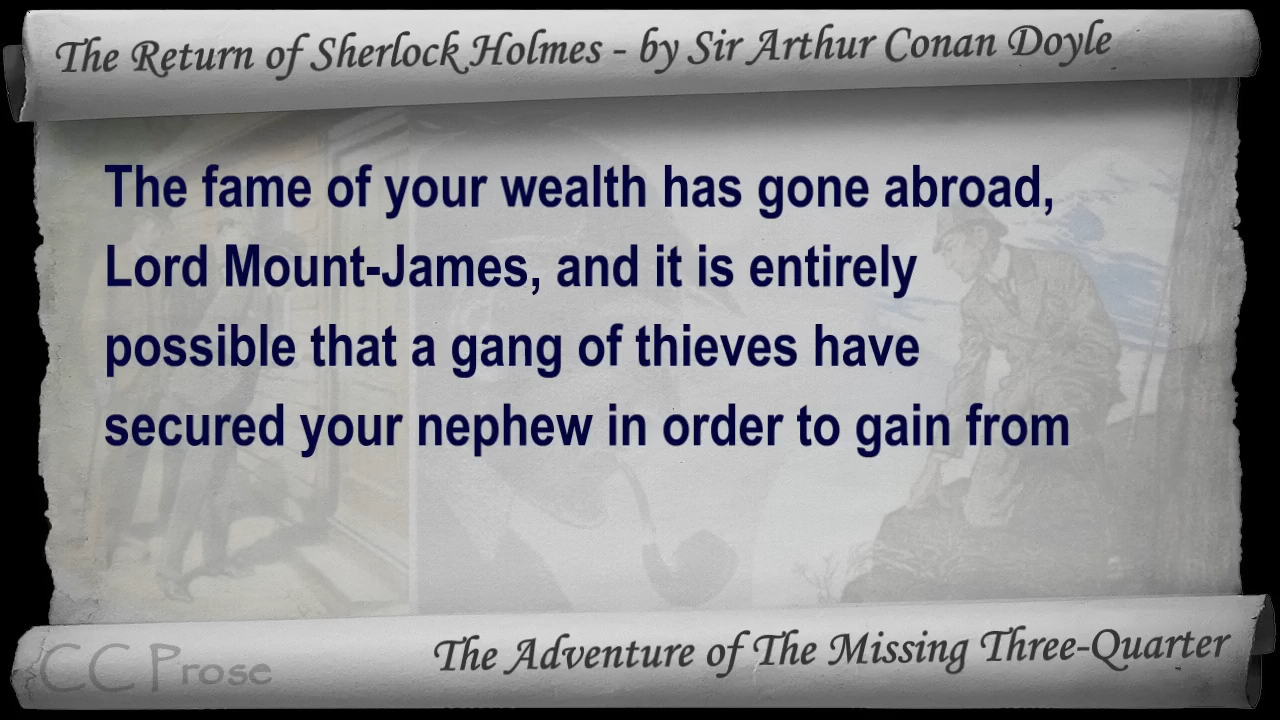 The Return of Sherlock Holmes - by Sir Arthur Conan Doyle
The fame of your wealth has gone abroad,
Lord Mount-James, and it is entirely
possible that a gang of thieves have
secured your nephew in order to gain from
The Adventure of The Missing Three-Quarter
CC Prose